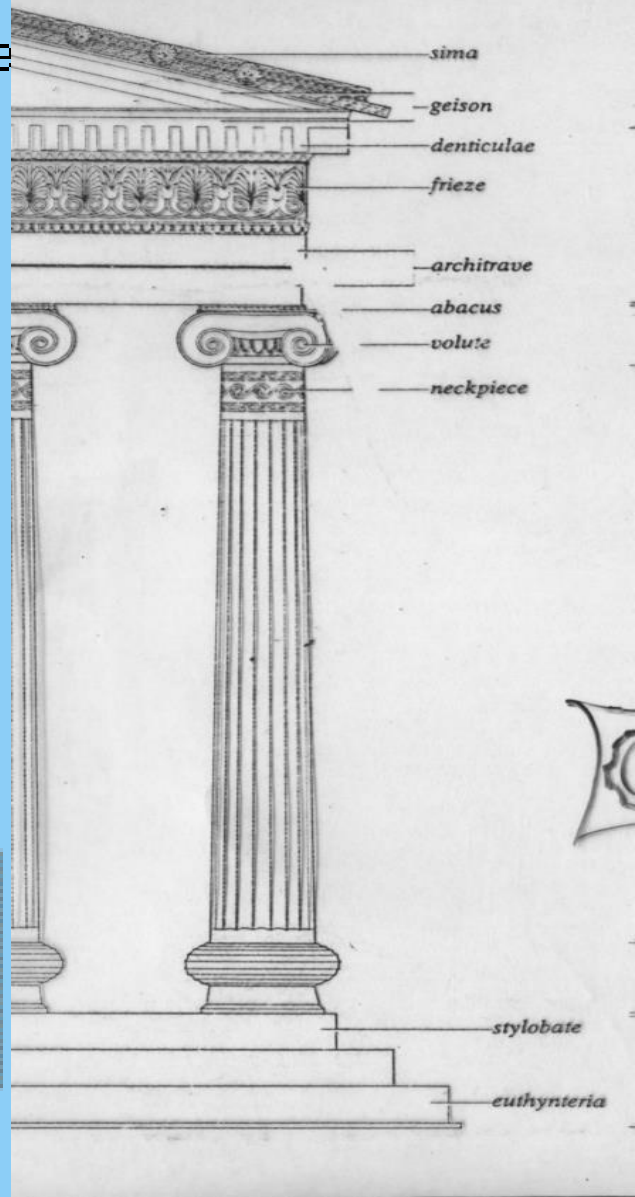 sima
geison
denticulae
frieze
architrave
abacus
volute
neckpiece
stylobate
euthynteria